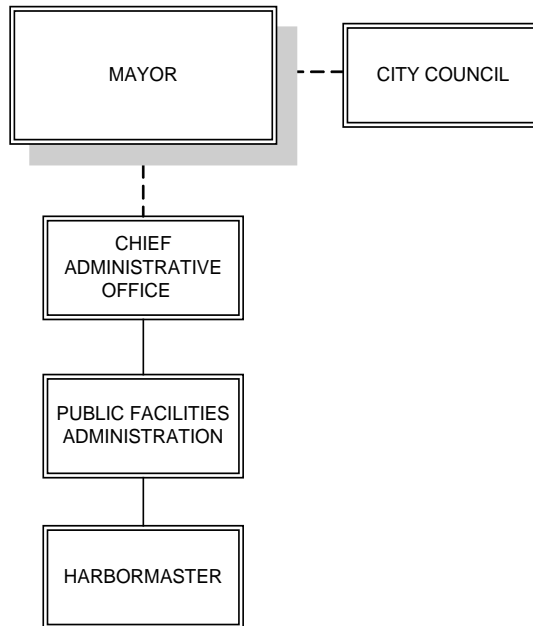 MAYOR
CITY COUNCIL
CHIEF
ADMINISTRATIVE
OFFICE
PUBLIC FACILITIES
ADMINISTRATION
HARBORMASTER